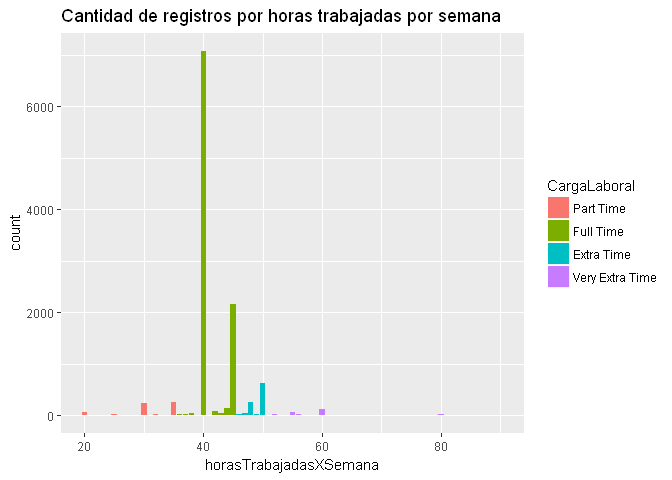 Cantidad de registros por horas trabajadas por semana
6000
4000
2000
0
count
20
40
60
80
horasTrabajadasXSemana
CargaLaboral
Part Time
Full Time
Extra Time
Very Extra Time